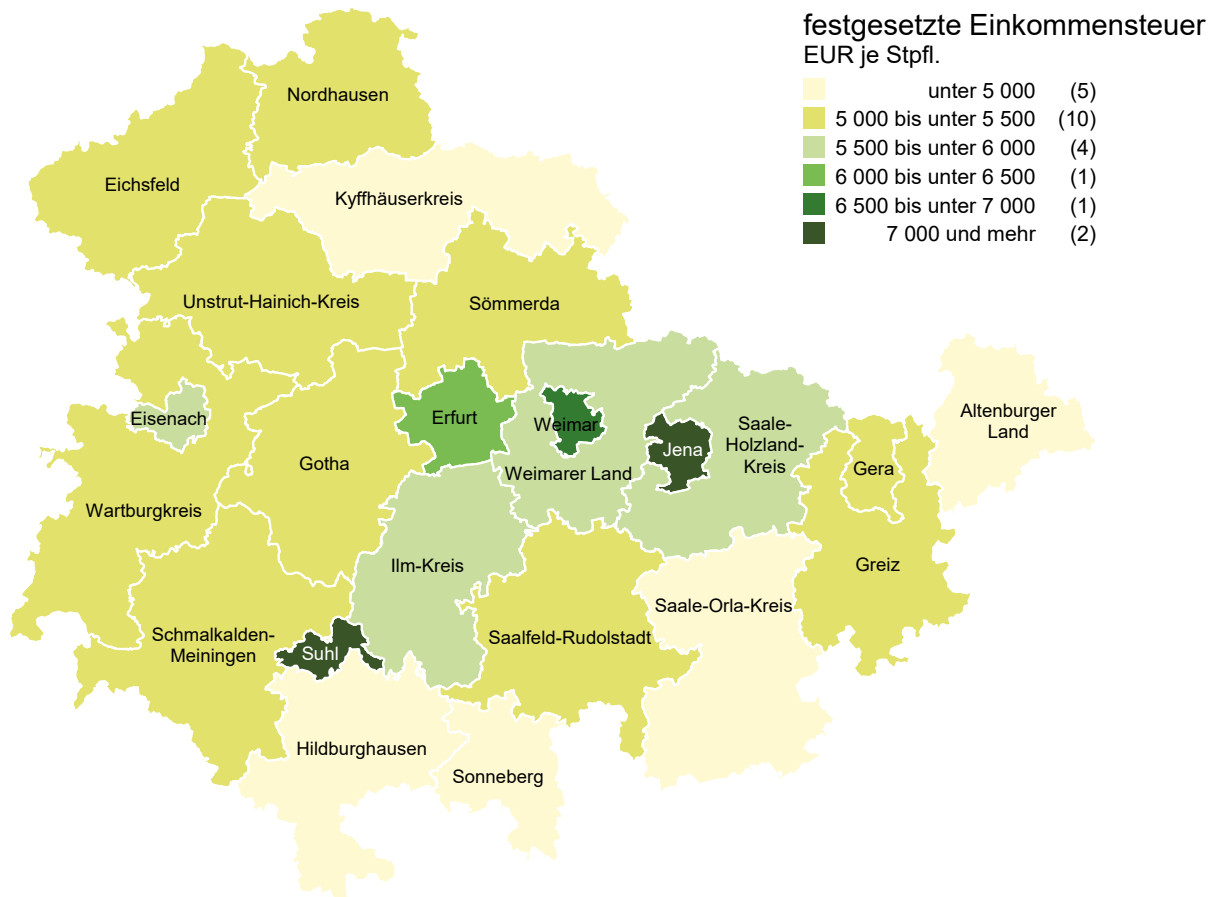 festgesetzte Einkommensteuer
EUR je Stpfl.
unter 5 000 (5)
5 000 bis unter 5 500 (10)
5 500 bis unter 6 000 (4)
6 000 bis unter 6 500 (1)
6 500 bis unter 7 000 (1)
7 000 und mehr (2)
Nordhausen
Eichsfeld
Kyffhäuserkreis
Unstrut-Hainich-Kreis
Sömmerda
Eisenach
Erfurt
Weimar
Jena
Saale-
Holzland-
Kreis
Altenburger
Land
Gotha
Weimarer Land
Gera
Wartburgkreis
Ilm-Kreis
Greiz
Saale-Orla-Kreis
Schmalkalden-
Meiningen
Suhl
Saalfeld-Rudolstadt
Hildburghausen
Sonneberg